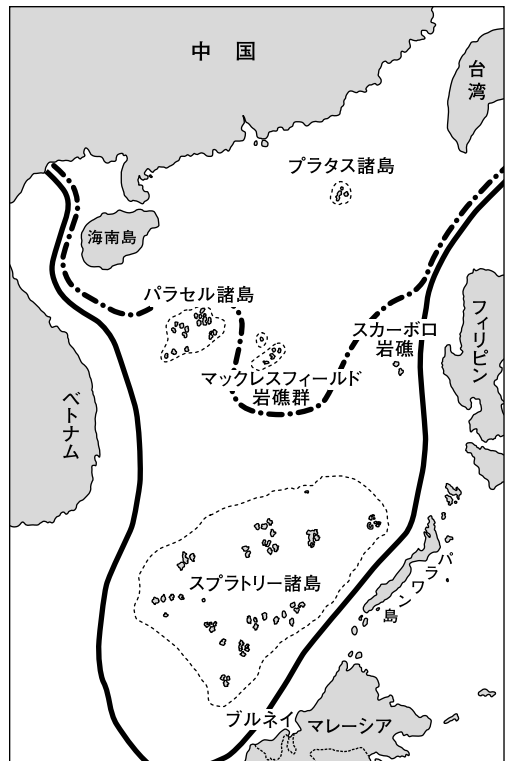 中 国
台湾
プラタス諸島
海南島
パラセル諸島
スカーボロ
岩礁
フィリピン
マックレスフィールド
岩礁群
ベトナム
スプラトリー諸島
パラワン島
ブルネイ
マレーシア